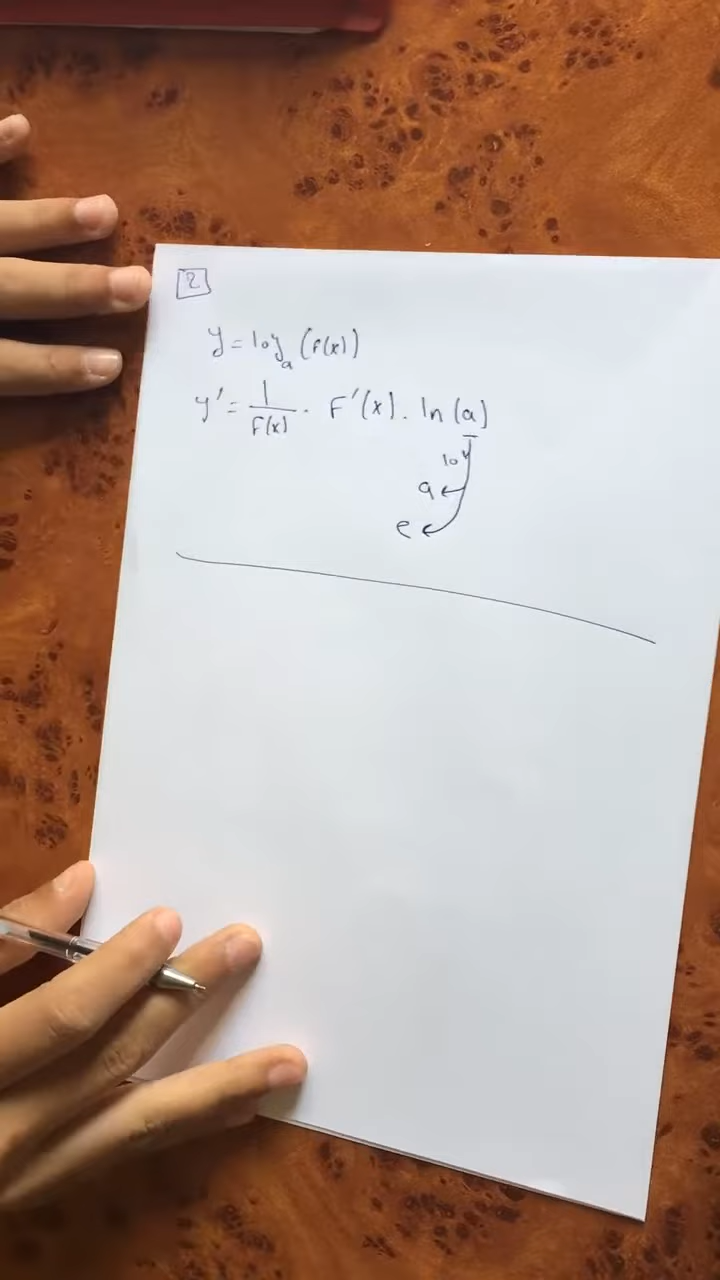 2
y = log_a (F(x))
y' = 1/F(x) . F'(x) . ln (a)
log
a ←
e ←